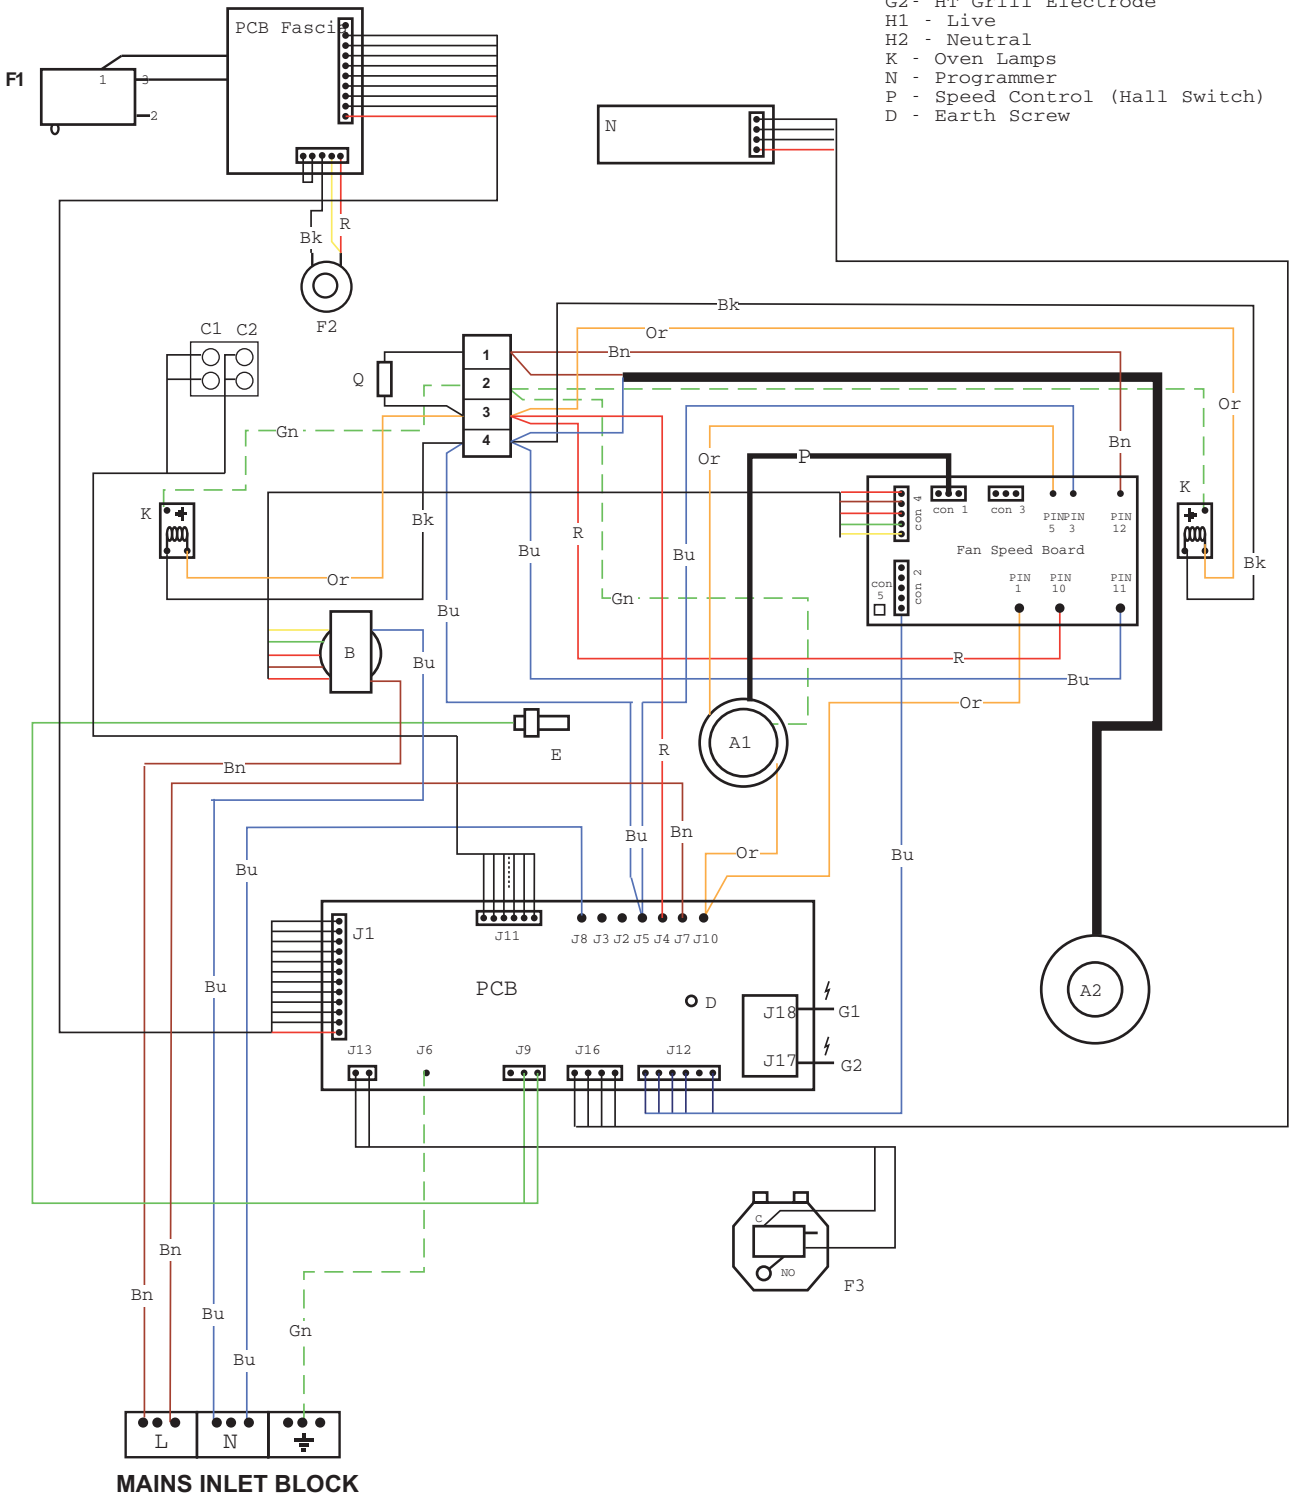 G2- HT Grill Electrode
H1 - Live
H2 - Neutral
K - Oven Lamps
N - Programmer
P - Speed Control (Hall Switch)
D - Earth Screw
PCB Fascia
F1
1
3
2
N
R
Bk
F2
Bk
Or
C1 C2
Bn
1
Q
2
3
4
Or
Gn
Or
P
Bn
K
K
Bk
con 4
con 1
con 3
PIN 5
PIN 3
PIN 12
R
Bu
Bu
Fan Speed Board
Bk
Or
con 5
con 2
PIN 1
PIN 10
PIN 11
Gn
Bu
B
Bu
R
Bu
Or
E
A1
R
Bn
Bu
Bn
Or
Bu
Bu
J1
J11
J8 J3 J2 J5 J4 J7 J10
Bu
PCB
D
A2
J18
G1
J13
J6
J9
J16
J12
J17
G2
C
Bn
NO
F3
Bn
Bu
Gn
Bu
L
N
MAINS INLET BLOCK